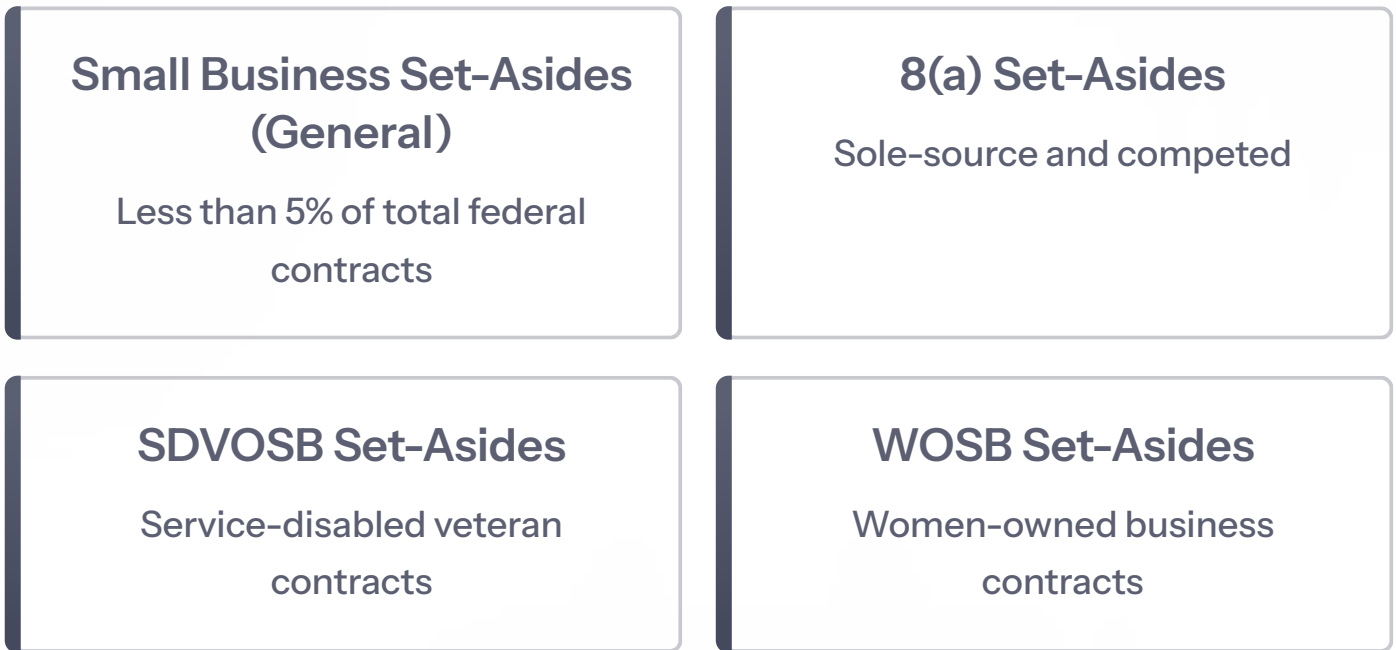 Small Business Set-Asides
(General)
Less than 5% of total federal
contracts
8(a) Set-Asides
Sole-source and competed
SDVOSB Set-Asides
Service-disabled veteran
contracts
WOSB Set-Asides
Women-owned business
contracts